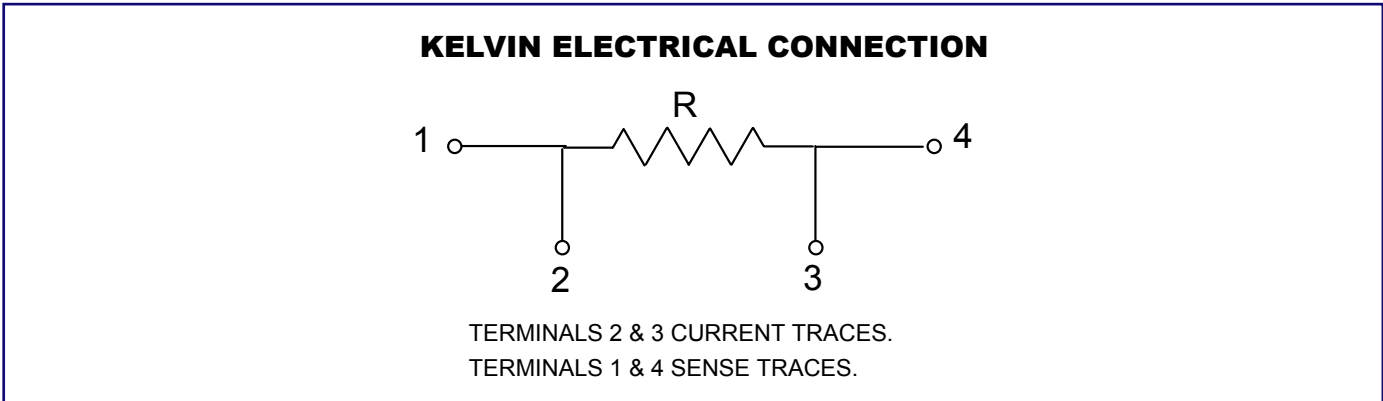 KELVIN ELECTRICAL CONNECTION
R
1
4
2
3
TERMINALS 2 & 3 CURRENT TRACES.
TERMINALS 1 & 4 SENSE TRACES.